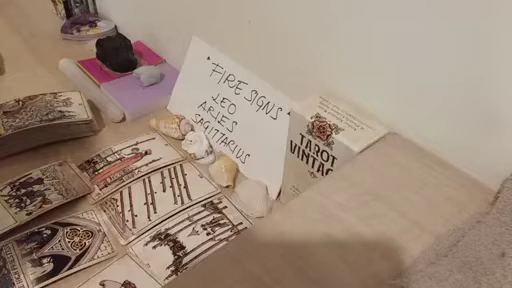 FIRE SIGNS
LEO
ARIES
SAGITTARIUS
TAROT
VINTAG